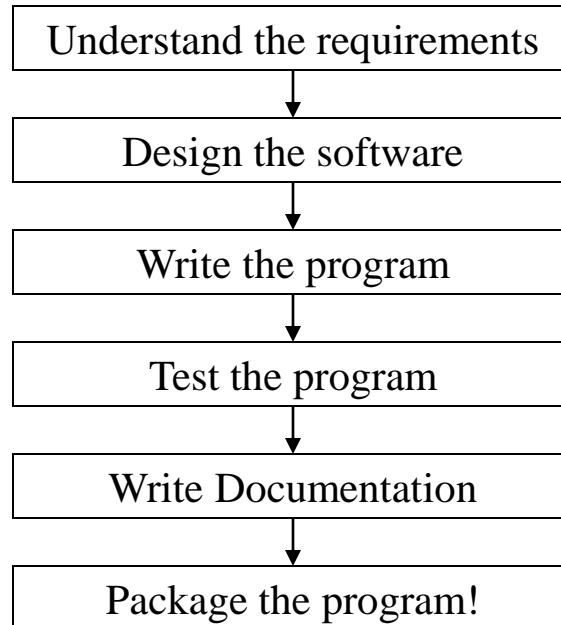 Understand the requirements
Design the software
Write the program
Test the program
Write Documentation
Package the program!